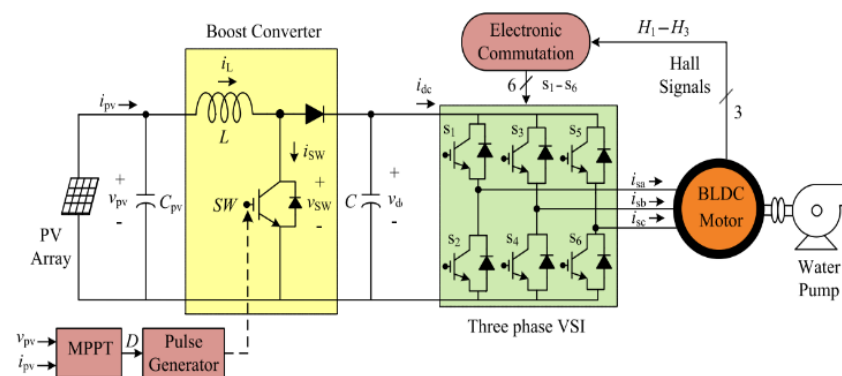 Boost Converter
Electronic
Commutation
H1–H3
Hall
Signals
3
6
s1–s6
iL
ipv
L
idc
iSW
+
vpv
-
Cpv
SW
+
vSW
-
C
+
vd
-
s1
s3
s5
s2
s4
s6
isa
isb
isc
BLDC
Motor
PV
Array
Water
Pump
Three phase VSI
vpv
ipv
MPPT
D
Pulse
Generator